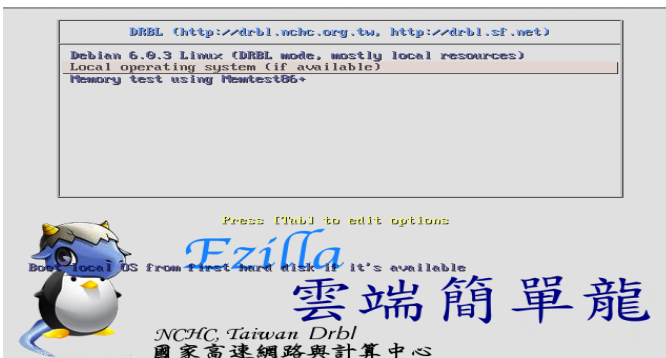 DRBL (http://drbl.nchc.org.tw, http://drbl.sf.net)
Debian 6.0.3 Linux (DRBL mode, mostly local resources)
Local operating system (if available)
Memory test using Memtest86+
Press [Tab] to edit options
Ezilla
Boot local OS from first hard disk if it's available
雲端簡單龍
NCHC, Taiwan Drbl
國家高速網路與計算中心